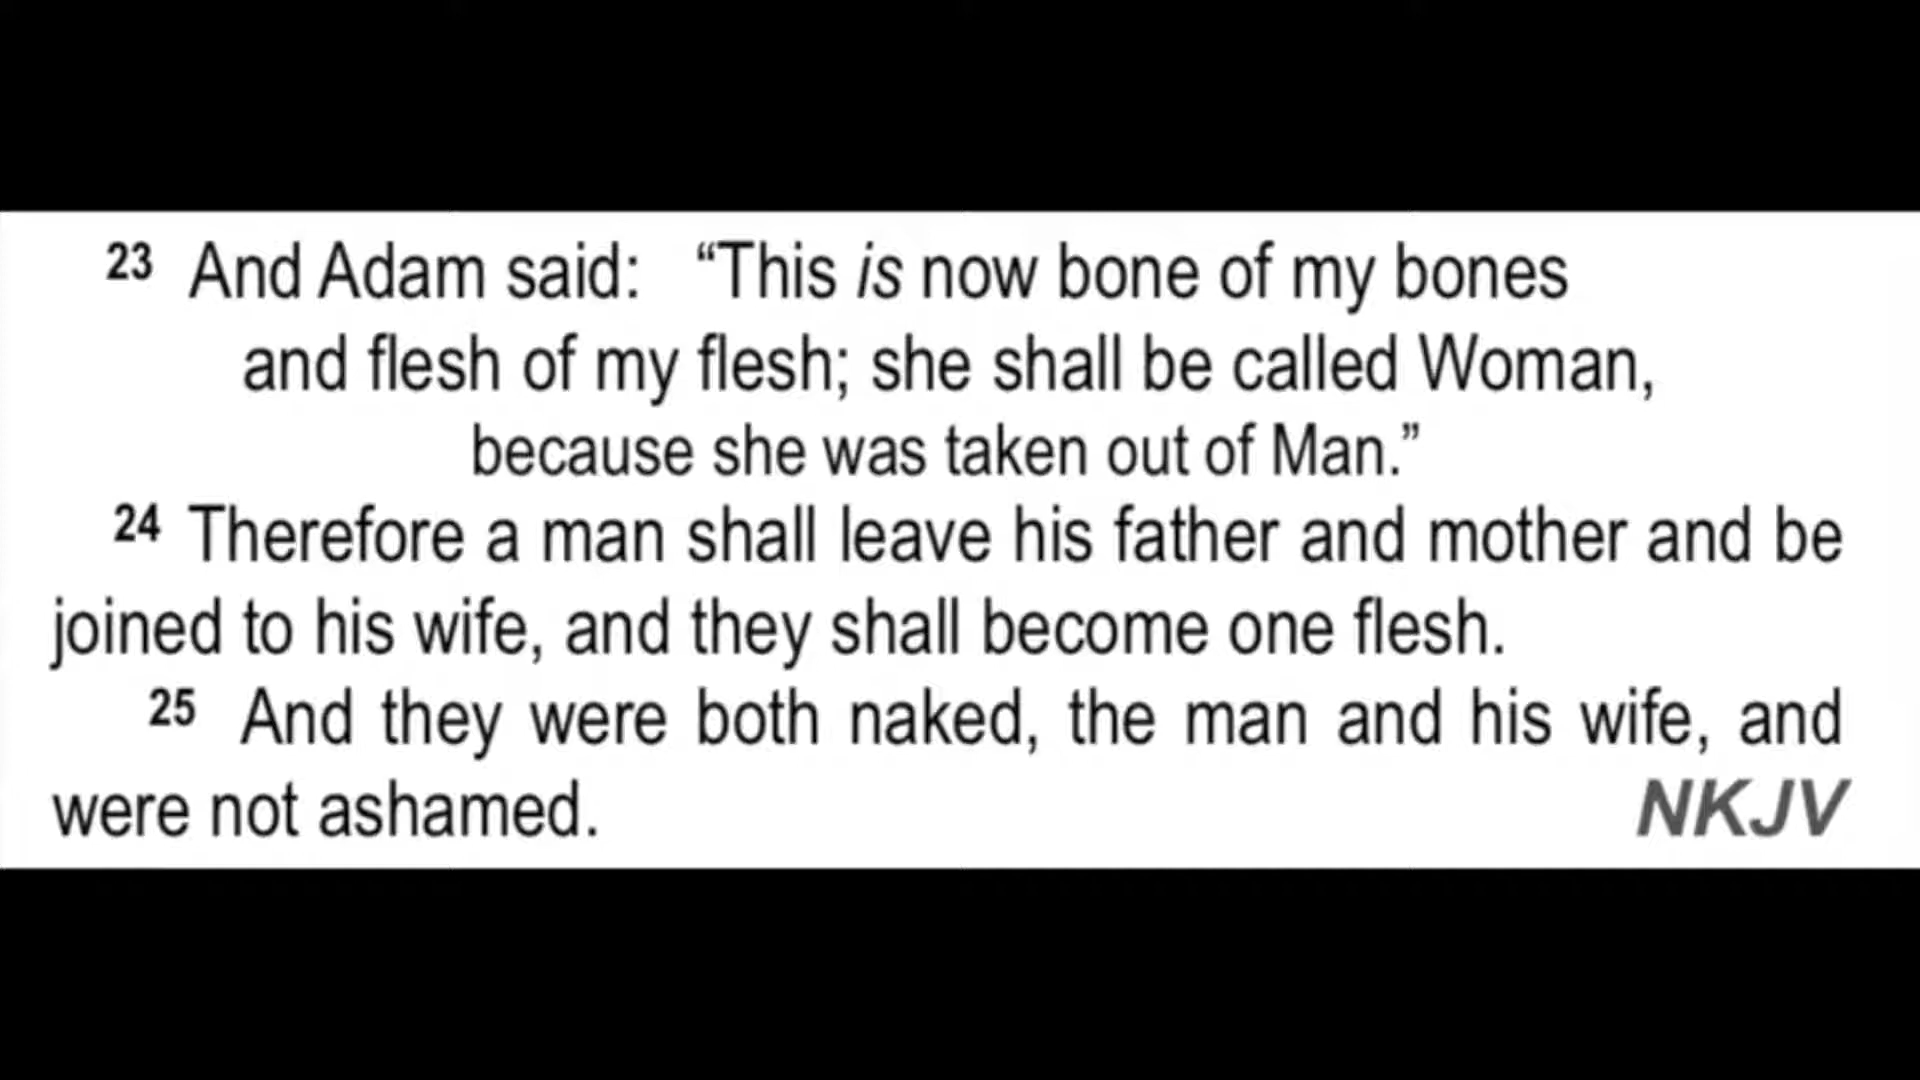 23 And Adam said: “This is now bone of my bones
and flesh of my flesh; she shall be called Woman,
because she was taken out of Man.”
24 Therefore a man shall leave his father and mother and be
joined to his wife, and they shall become one flesh.
25 And they were both naked, the man and his wife, and
were not ashamed. NKJV